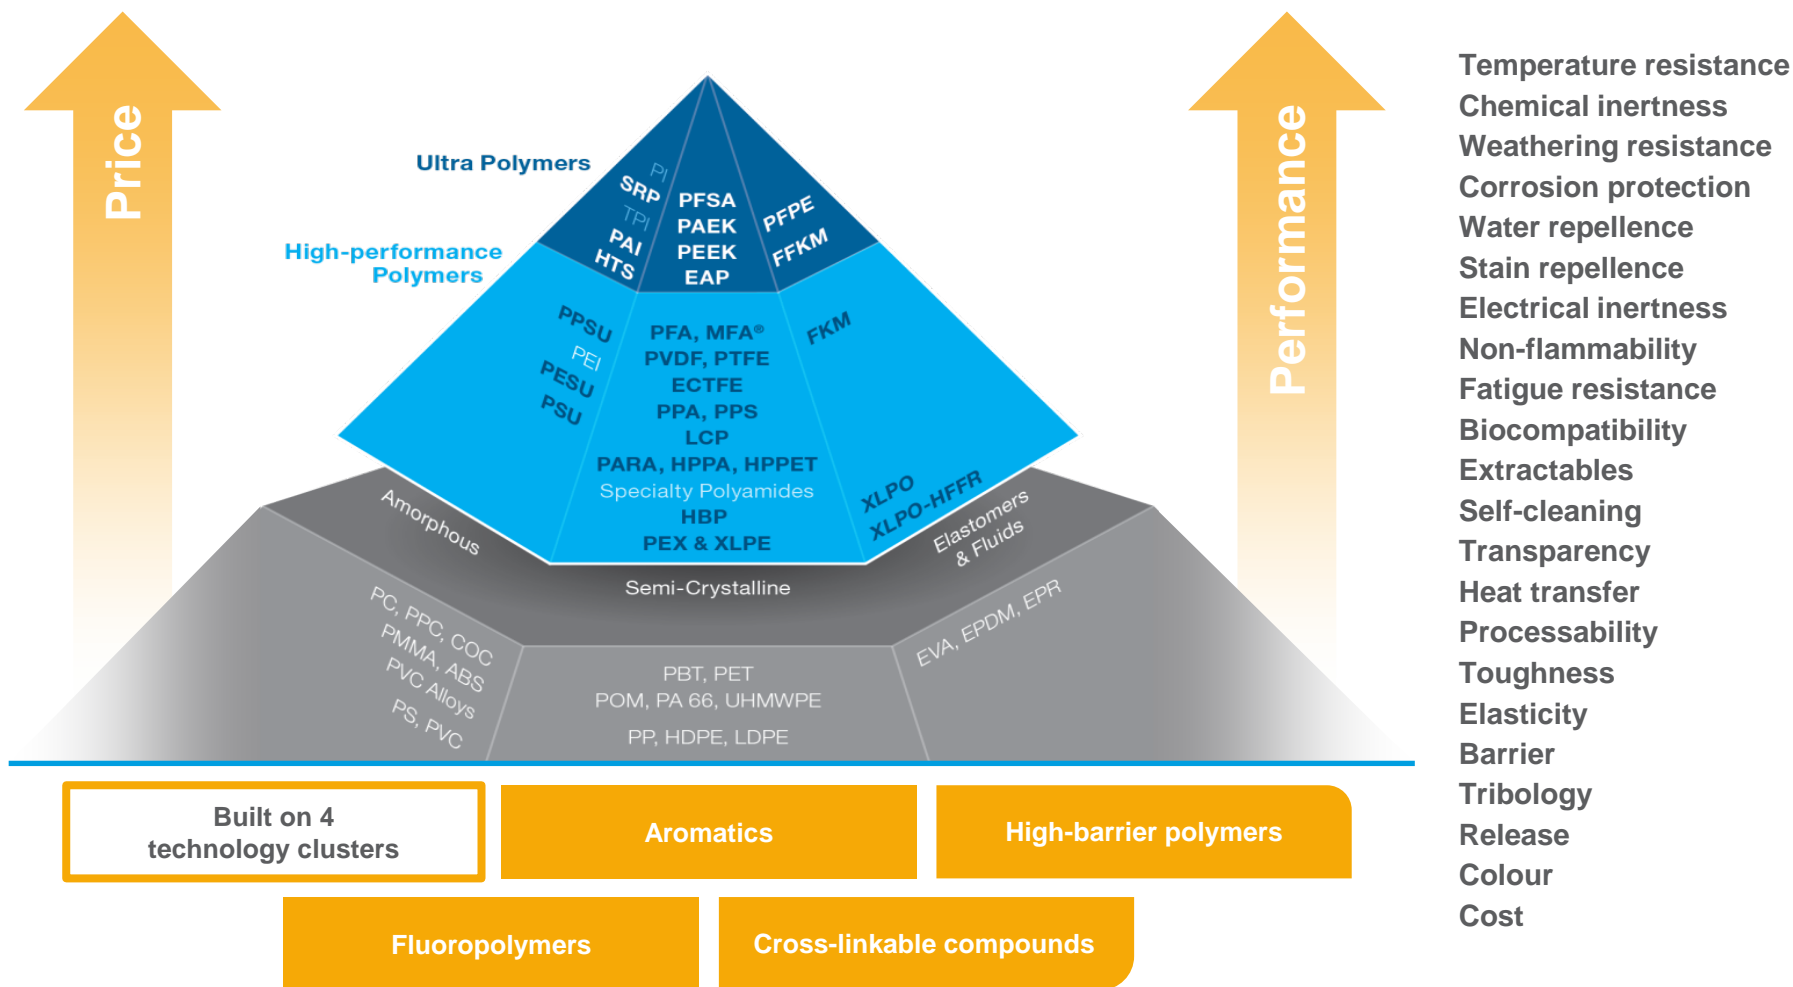 Price
Ultra Polymers
High-performance
Polymers
PI
SRP
TPI
PAI
HTS
PFSA
PAEK
PEEK
EAP
PFPE
FFKM
PPSU
PEI
PESU
PSU
PFA, MFA®
PVDF, PTFE
ECTFE
PPA, PPS
LCP
PARA, HPPA, HPPET
Specialty Polyamides
HBP
PEX & XLPE
FKM
XLPO
XLPO-HFFR
Amorphous
Semi-Crystalline
Elastomers
& Fluids
PC, PPC, COC
PMMA, ABS
PVC Alloys
PS, PVC
PBT, PET
POM, PA 66, UHMWPE
PP, HDPE, LDPE
EVA, EPDM, EPR
Performance
Temperature resistance
Chemical inertness
Weathering resistance
Corrosion protection
Water repellence
Stain repellence
Electrical inertness
Non-flammability
Fatigue resistance
Biocompatibility
Extractables
Self-cleaning
Transparency
Heat transfer
Processability
Toughness
Elasticity
Barrier
Tribology
Release
Colour
Cost
Built on 4
technology clusters
Aromatics
High-barrier polymers
Fluoropolymers
Cross-linkable compounds